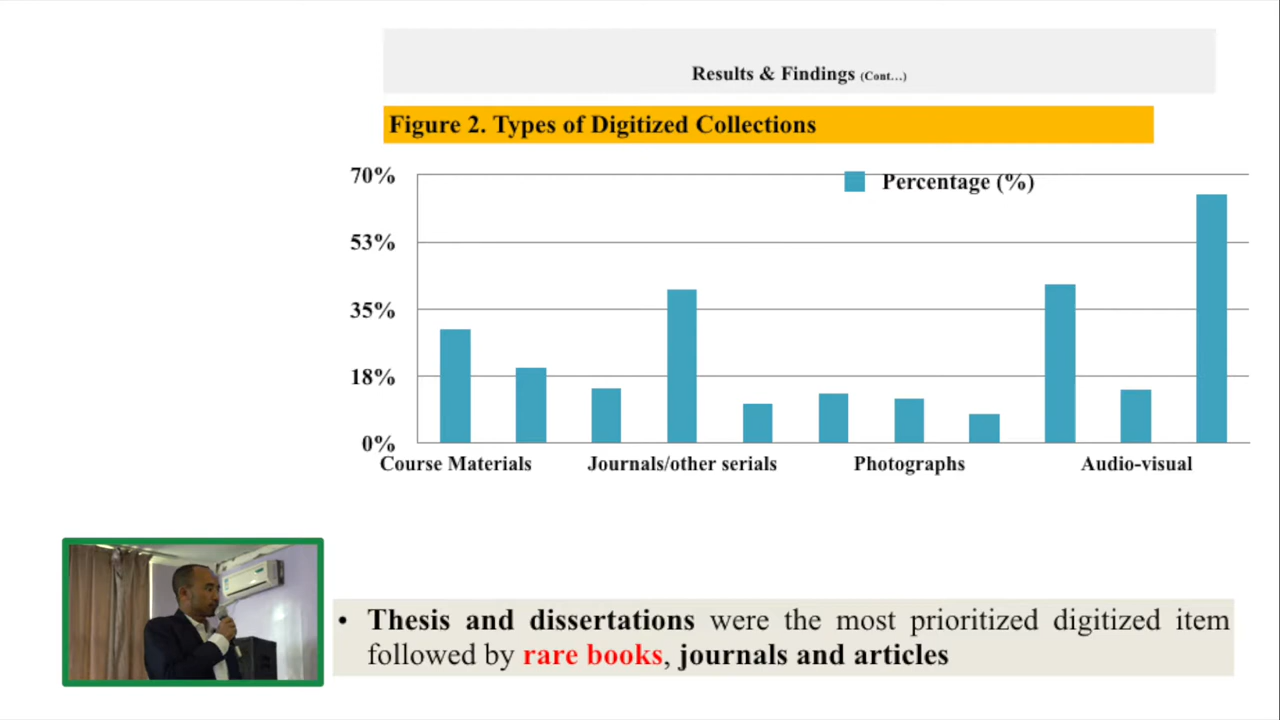 Results & Findings (Cont...)
Figure 2. Types of Digitized Collections
70%
Percentage (%)
53%
35%
18%
0%
Course Materials
Journals/other serials
Photographs
Audio-visual
• Thesis and dissertations were the most prioritized digitized item
followed by rare books, journals and articles